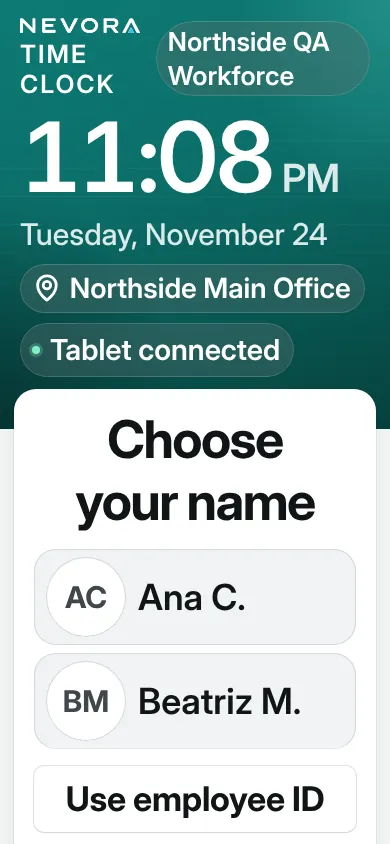 NEVORA
TIME
CLOCK
Northside QA
Workforce
11:08 PM
Tuesday, November 24
Northside Main Office
Tablet connected
Choose
your name
AC Ana C.
BM Beatriz M.
Use employee ID